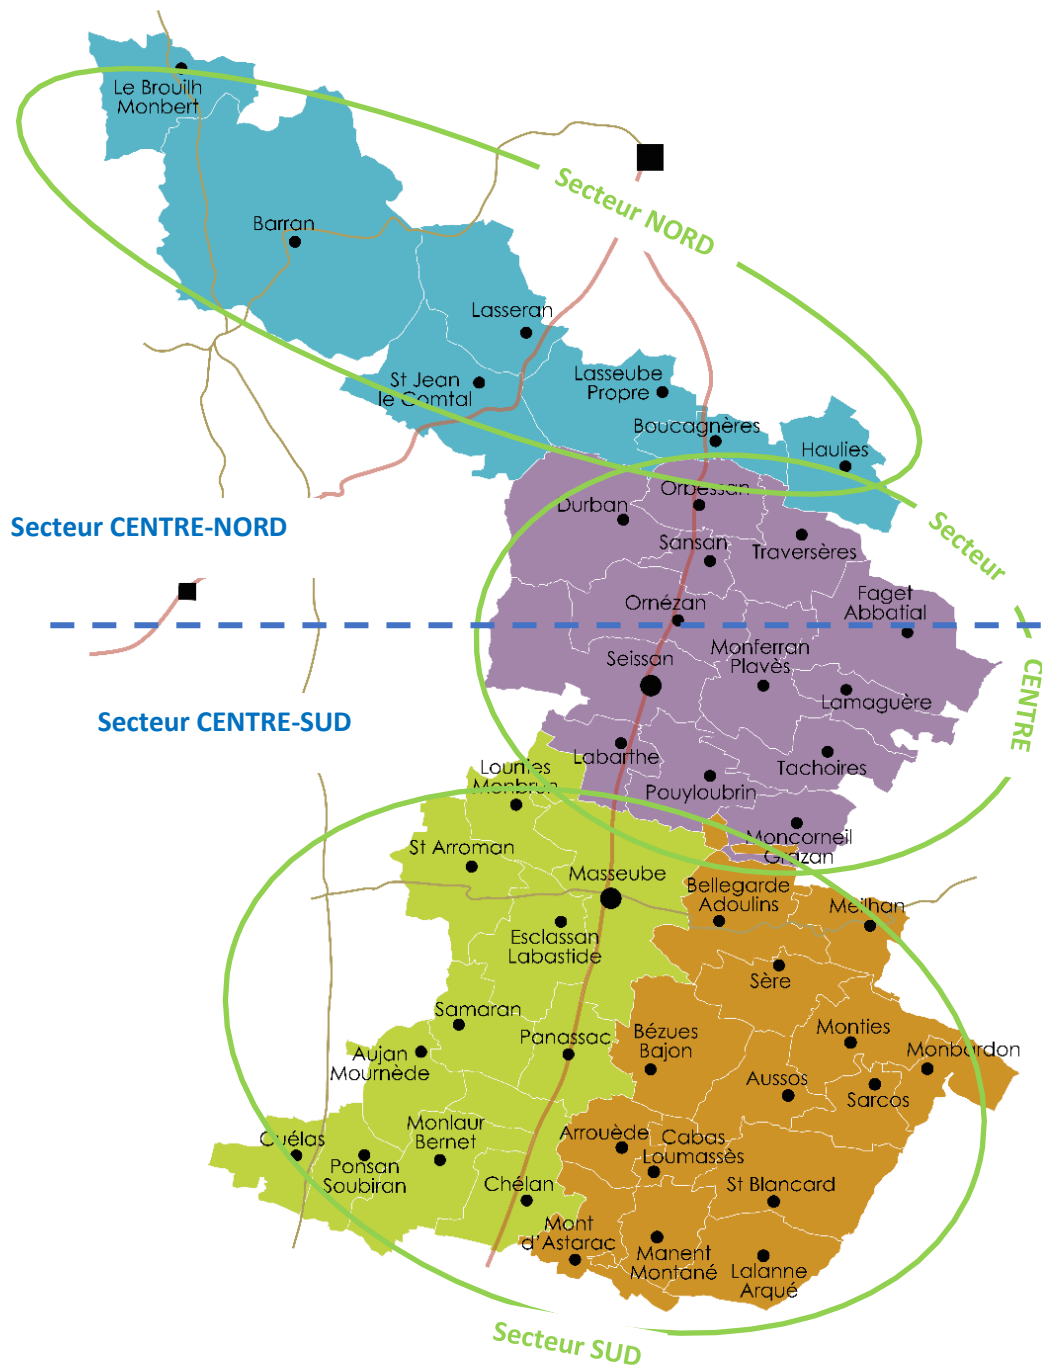 Le Brouilh
Monbert
Secteur NORD
Barran
Lasseran
St Jean
le Comtal
Lasseube
Propre
Boucagnères
Haulies
Secteur CENTRE-NORD
Durban
Orbessan
Sansan
Traversères
Secteur
CENTRE
Ornézan
Faget
Abbatial
Seissan
Monferran
Plavès
Lamaguère
Secteur CENTRE-SUD
Labarthe
Tachoires
Pouyloubrin
Lourties
Monbrun
Moncorneil
Grazan
St Arroman
Masseube
Bellegarde
Adoulins
Meilhan
Esclassan
Labastide
Sère
Samaran
Panassac
Bézues
Bajon
Monties
Monbardon
Aujan
Mournède
Aussos
Sarcos
Cuélas
Ponsan
Soubiran
Monlaur
Bernet
Arrouède
Cabas
Loumassès
Chélan
St Blancard
Mont
d'Astarac
Manent
Montané
Lalanne
Arqué
Secteur SUD